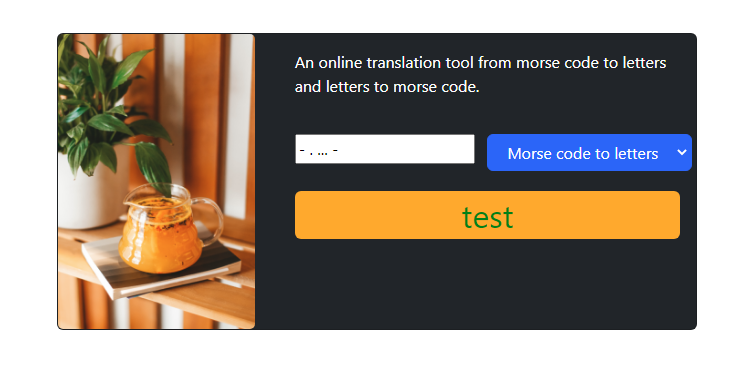 An online translation tool from morse code to letters
and letters to morse code.
- . ... -
Morse code to letters
test